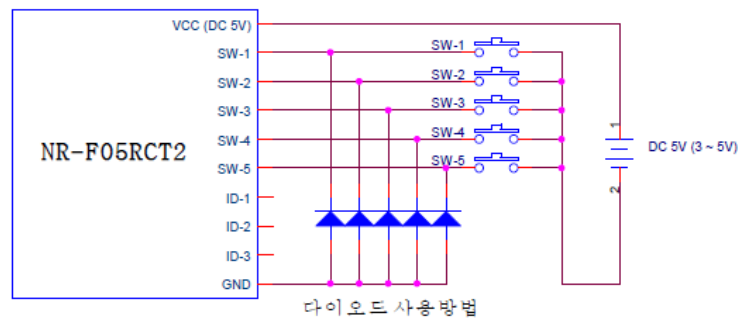 VCC (DC 5V)
SW-1
SW-1
SW-2
SW-2
SW-3
SW-3
NR-F05RCT2
SW-4
SW-4
1
DC 5V (3 ~ 5V)
SW-5
SW-5
2
ID-1
ID-2
ID-3
GND
다이오드 사용방법